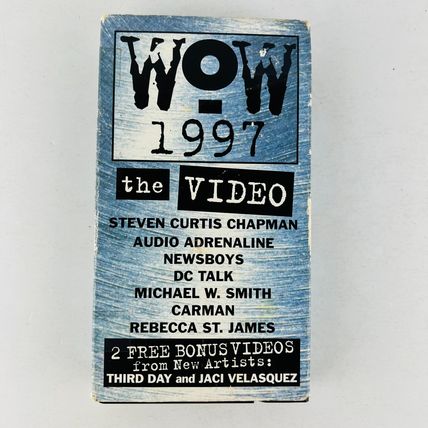 WOW
1997
the VIDEO
STEVEN CURTIS CHAPMAN
AUDIO ADRENALINE
NEWSBOYS
DC TALK
MICHAEL W. SMITH
CARMAN
REBECCA ST. JAMES
2 FREE BONUS VIDEOS
from New Artists:
THIRD DAY and JACI VELASQUEZ